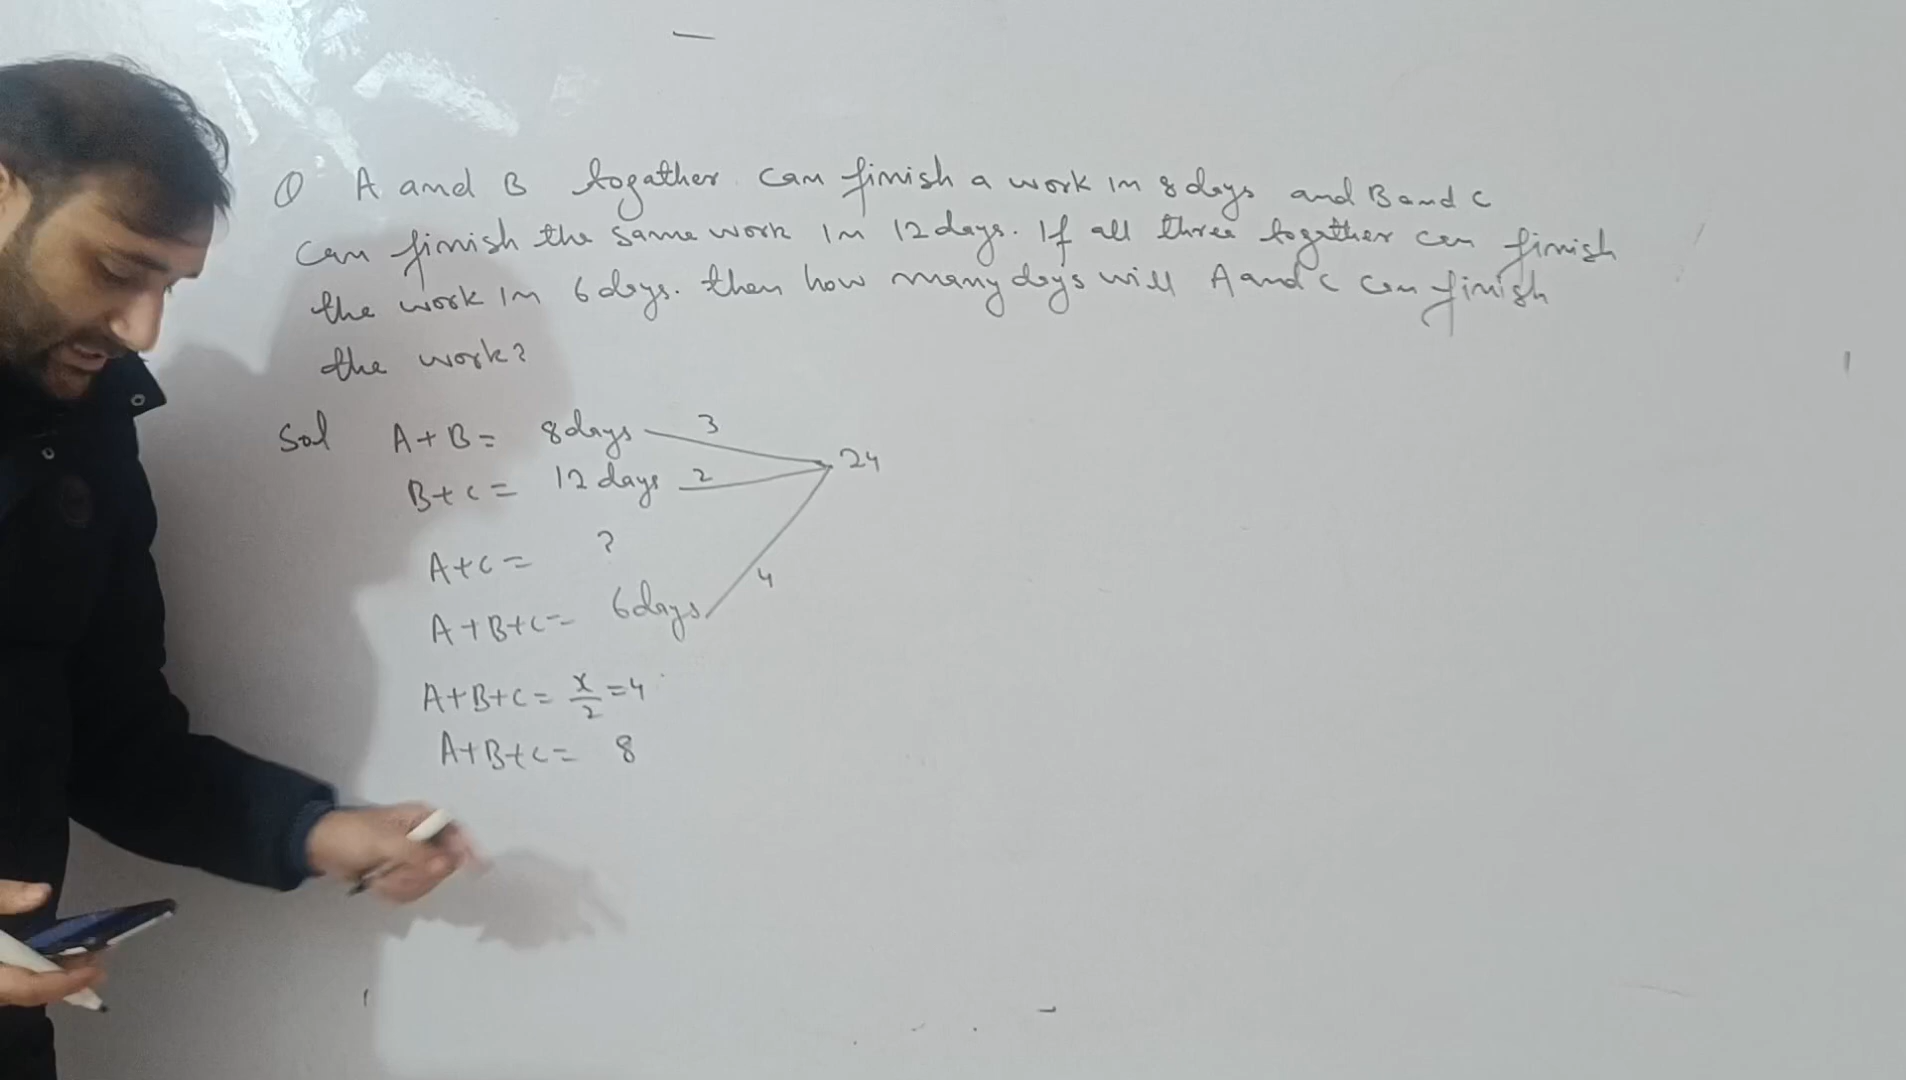 Q A and B togather can finish a work in 8 days and B and C
can finish the same work in 12 days. If all three together can finish
the work in 6 days. then how many days will A and C can finish
the work?
Sol A+B= 8 days 3
24
B+C= 12 days 2
A+C= ?
A+B+C= 6 days 4
A+B+C= x/2 =4
A+B+C= 8